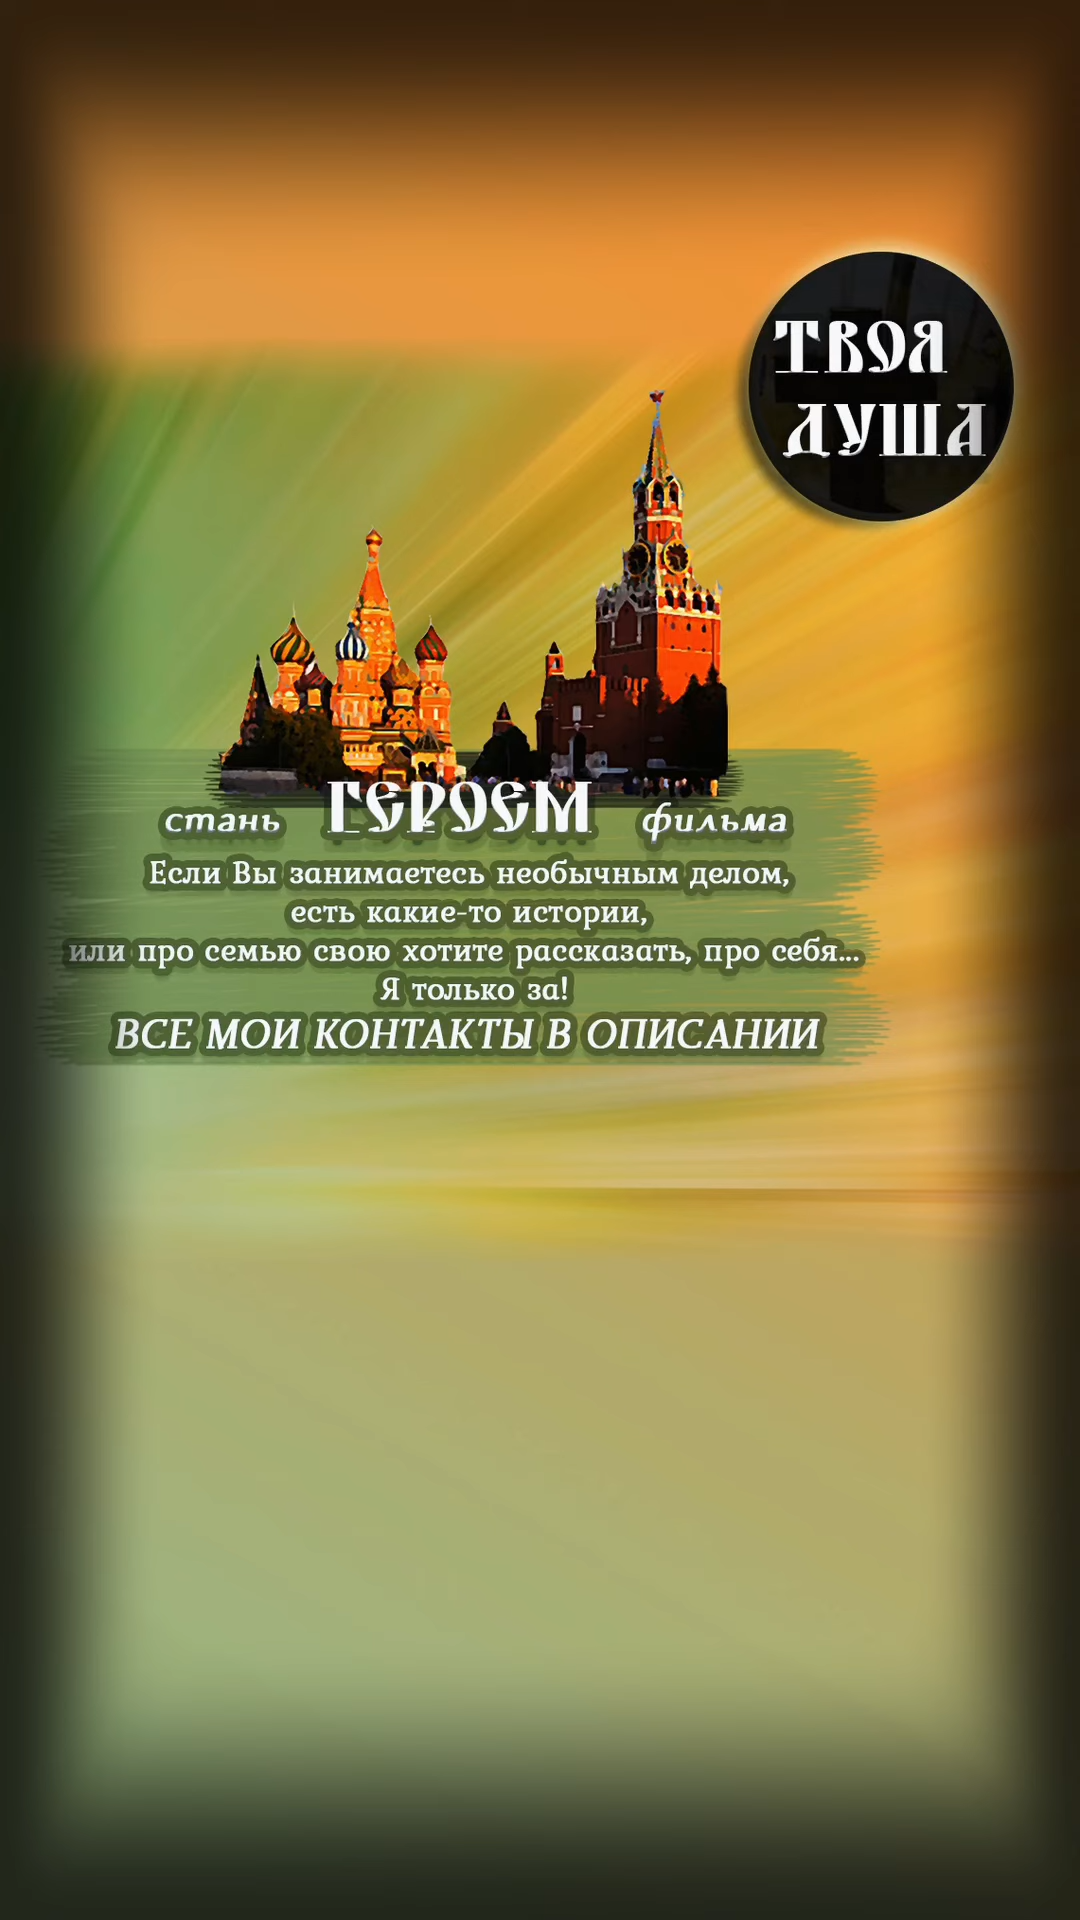 ТВОЯ
ДУША
стань ГЕРОЕМ фильма
Если Вы занимаетесь необычным делом,
есть какие-то истории,
или про семью свою хотите рассказать, про себя...
Я только за!
ВСЕ МОИ КОНТАКТЫ В ОПИСАНИИ